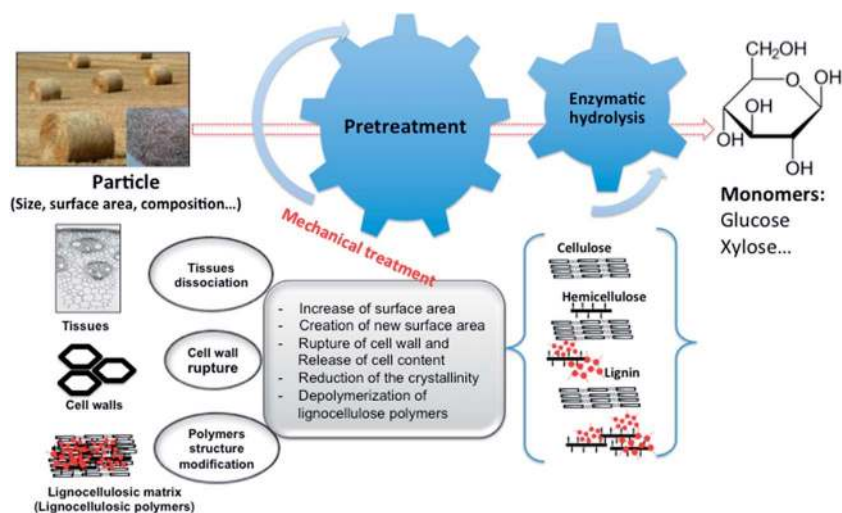 Pretreatment
Enzymatic
hydrolysis
CH₂OH
O
OH
OH
HO
OH
OH
Particle
(Size, surface area, composition...)
Monomers:
Glucose
Xylose...
Mechanical treatment
Tissues
Tissues
dissociation
Cell walls
Cell wall
rupture
Lignocellulosic matrix
(Lignocellulosic polymers)
Polymers
structure
modification
- Increase of surface area
- Creation of new surface area
- Rupture of cell wall and
Release of cell content
- Reduction of the crystallinity
- Depolymerization of
lignocellulose polymers
Cellulose
Hemicellulose
Lignin